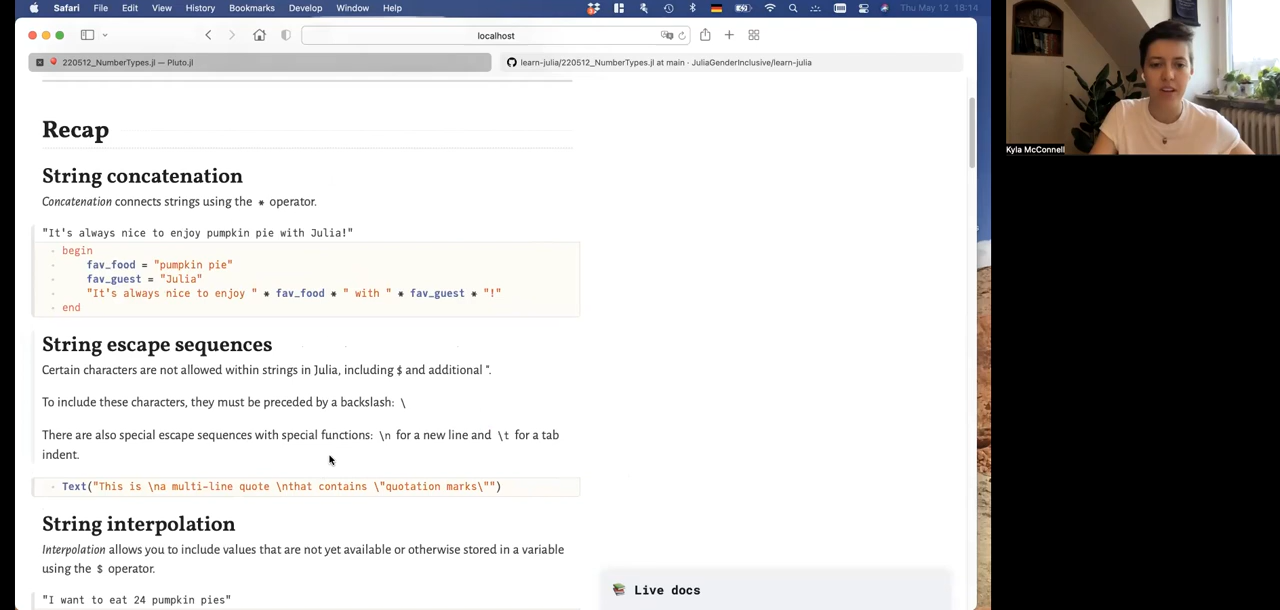 Safari File Edit View History Bookmarks Develop Window Help Thu May 12 18:14
localhost
220512_NumberTypes.jl — Pluto.jl
learn-julia/220512_NumberTypes.jl at main · JuliaGenderInclusive/learn-julia
Kyla McConnell
Recap
String concatenation
Concatenation connects strings using the * operator.
"It's always nice to enjoy pumpkin pie with Julia!"
begin
fav_food = "pumpkin pie"
fav_guest = "Julia"
"It's always nice to enjoy " * fav_food * " with " * fav_guest * "!"
end
String escape sequences
Certain characters are not allowed within strings in Julia, including $ and additional ".
To include these characters, they must be preceded by a backslash: \
There are also special escape sequences with special functions: \n for a new line and \t for a tab
indent.
Text("This is \na multi-line quote \nthat contains \"quotation marks\"")
String interpolation
Interpolation allows you to include values that are not yet available or otherwise stored in a variable
using the $ operator.
"I want to eat 24 pumpkin pies"
Live docs